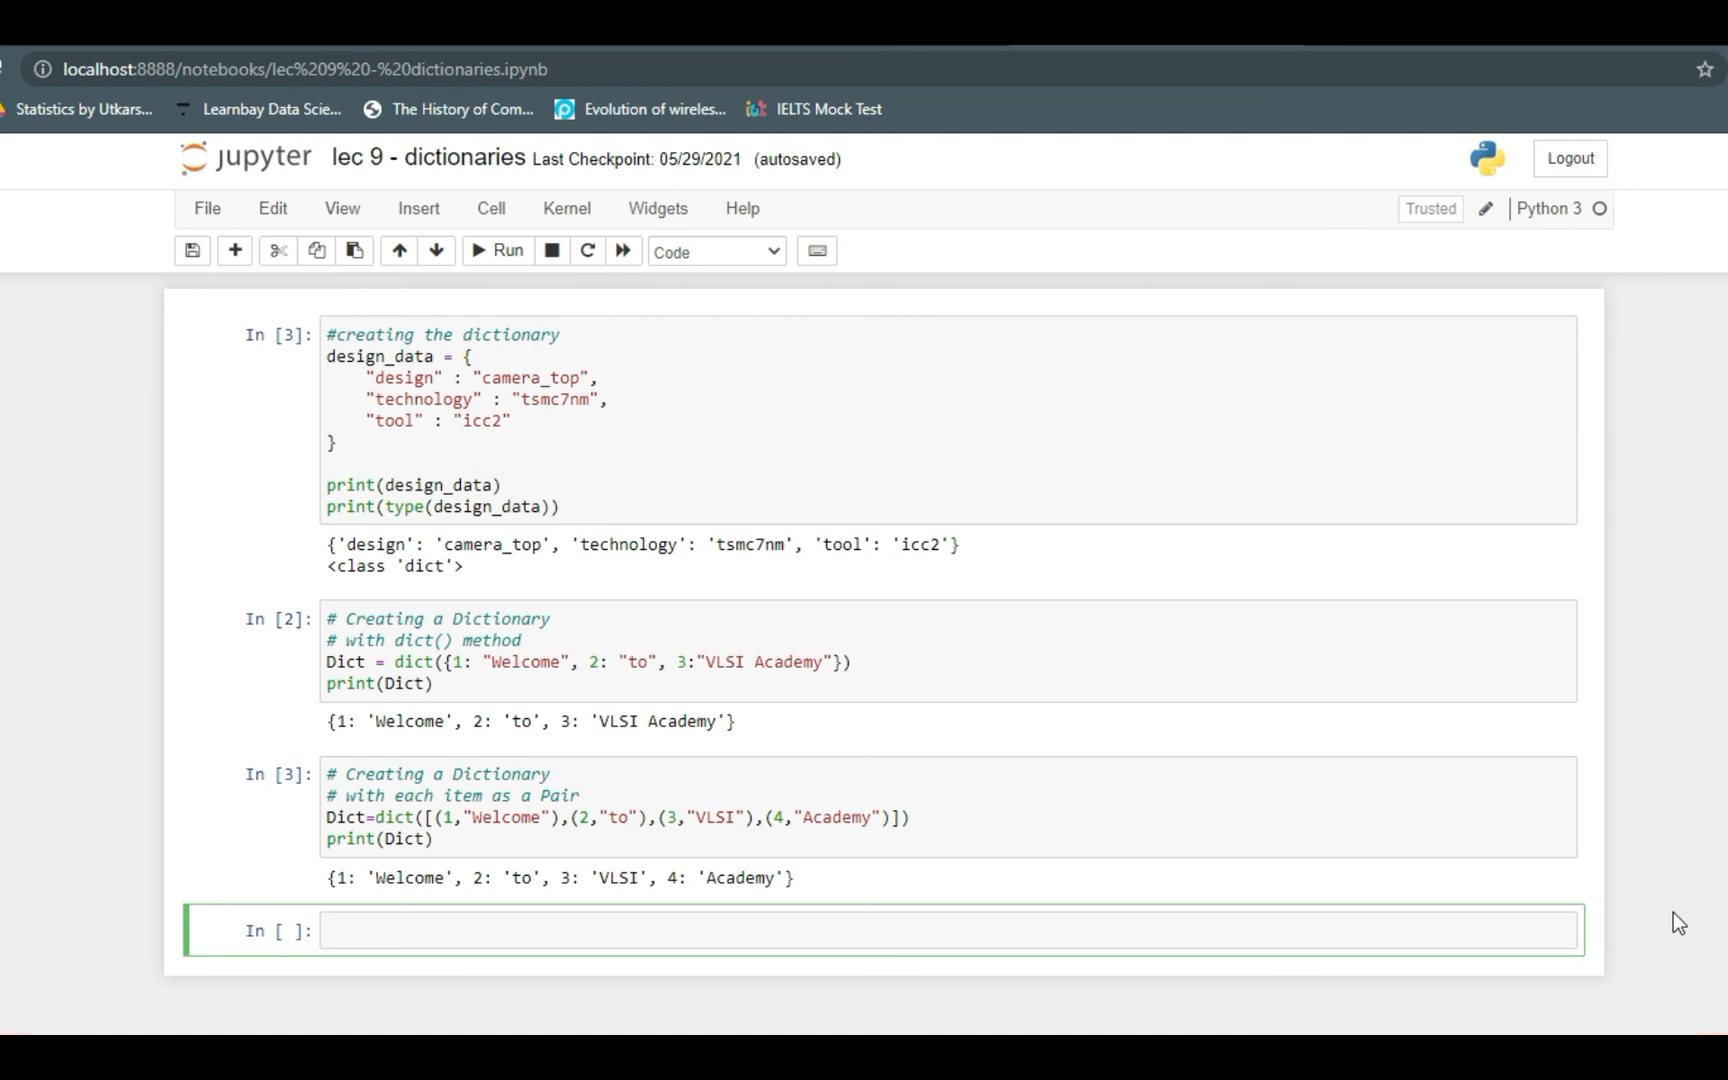 localhost:8888/notebooks/lec%209%20-%20dictionaries.ipynb
Statistics by Utkars... Learnbay Data Scie... The History of Com... Evolution of wireles... IELTS Mock Test
jupyter lec 9 - dictionaries Last Checkpoint: 05/29/2021 (autosaved) Logout
File Edit View Insert Cell Kernel Widgets Help Trusted Python 3
Run Code
In [3]: #creating the dictionary
design_data = {
"design" : "camera_top",
"technology" : "tsmc7nm",
"tool" : "icc2"
}
print(design_data)
print(type(design_data))
{'design': 'camera_top', 'technology': 'tsmc7nm', 'tool': 'icc2'}
<class 'dict'>
In [2]: # Creating a Dictionary
# with dict() method
Dict = dict({1: "Welcome", 2: "to", 3:"VLSI Academy"})
print(Dict)
{1: 'Welcome', 2: 'to', 3: 'VLSI Academy'}
In [3]: # Creating a Dictionary
# with each item as a Pair
Dict=dict([(1,"Welcome"),(2,"to"),(3,"VLSI"),(4,"Academy")])
print(Dict)
{1: 'Welcome', 2: 'to', 3: 'VLSI', 4: 'Academy'}
In [ ]: